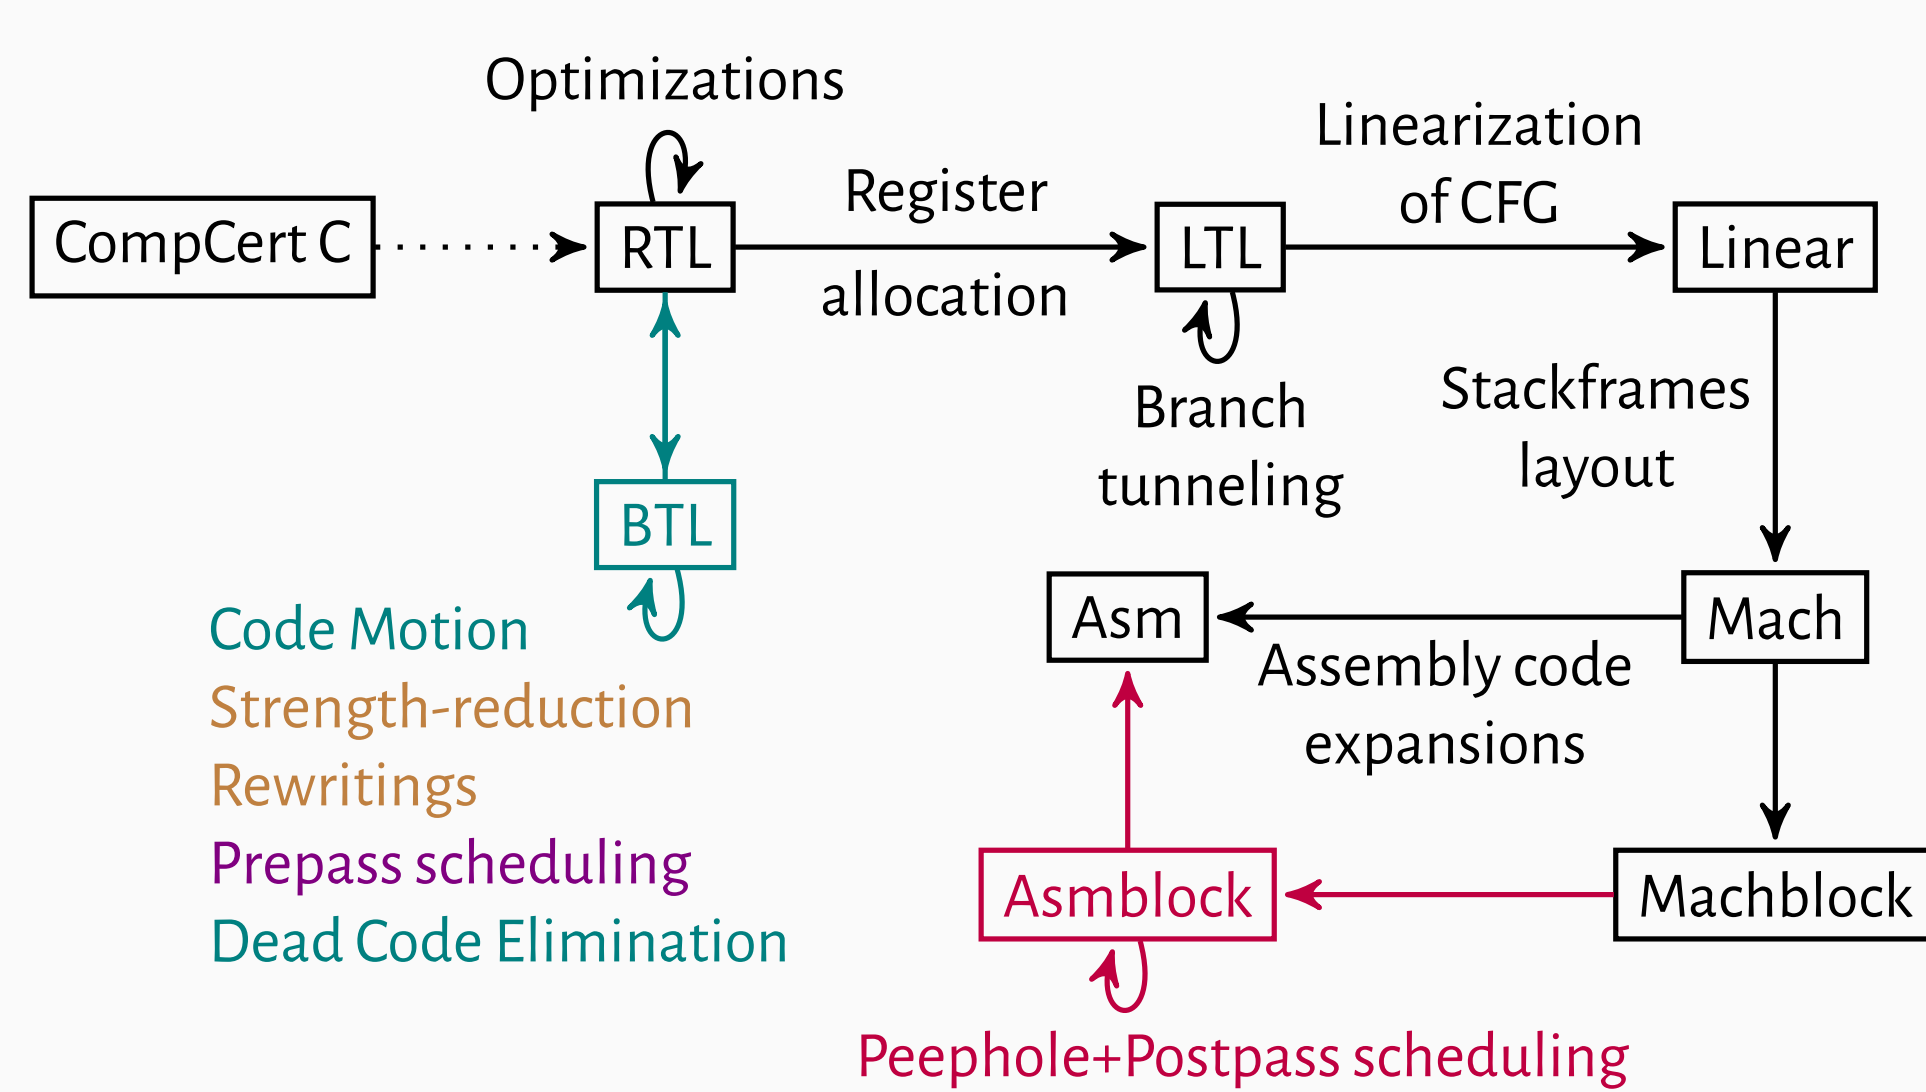 Optimizations
Linearization
of CFG
Register
CompCert C
RTL
LTL
Linear
allocation
Branch
tunneling
Stackframes
layout
BTL
Asm
Mach
Assembly code
expansions
Code Motion
Strength-reduction
Rewritings
Prepass scheduling
Dead Code Elimination
Asmblock
Machblock
Peephole+Postpass scheduling